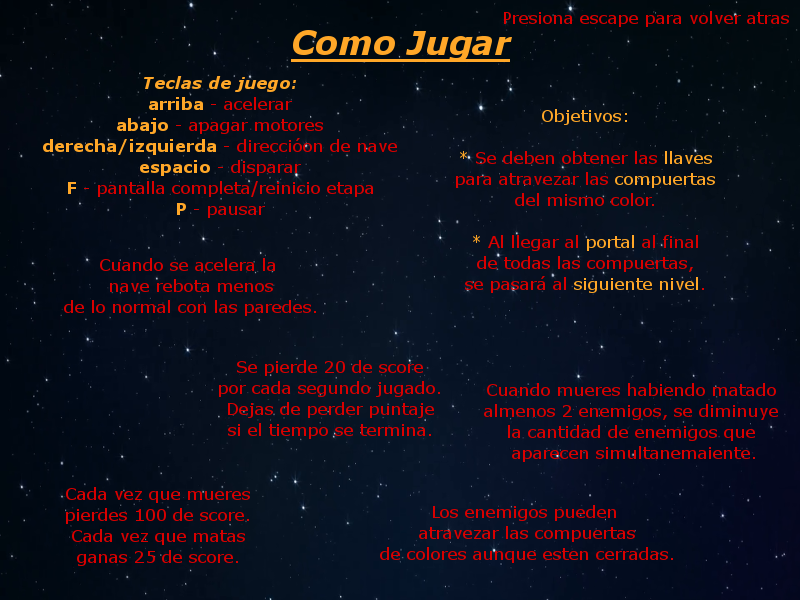 Presiona escape para volver atras
Como Jugar
Teclas de juego:
arriba - acelerar
abajo - apagar motores
derecha/izquierda - direccioon de nave
espacio - disparar
F - pantalla completa/reinicio etapa
P - pausar
Cuando se acelera la
nave rebota menos
de lo normal con las paredes.
Objetivos:
* Se deben obtener las llaves
para atravezar las compuertas
del mismo color.
* Al llegar al portal al final
de todas las compuertas,
se pasará al siguiente nivel.
Se pierde 20 de score
por cada segundo jugado.
Dejas de perder puntaje
si el tiempo se termina.
Cuando mueres habiendo matado
almenos 2 enemigos, se diminuye
la cantidad de enemigos que
aparecen simultanemaiente.
Cada vez que mueres
pierdes 100 de score.
Cada vez que matas
ganas 25 de score.
Los enemigos pueden
atravezar las compuertas
de colores aunque esten cerradas.